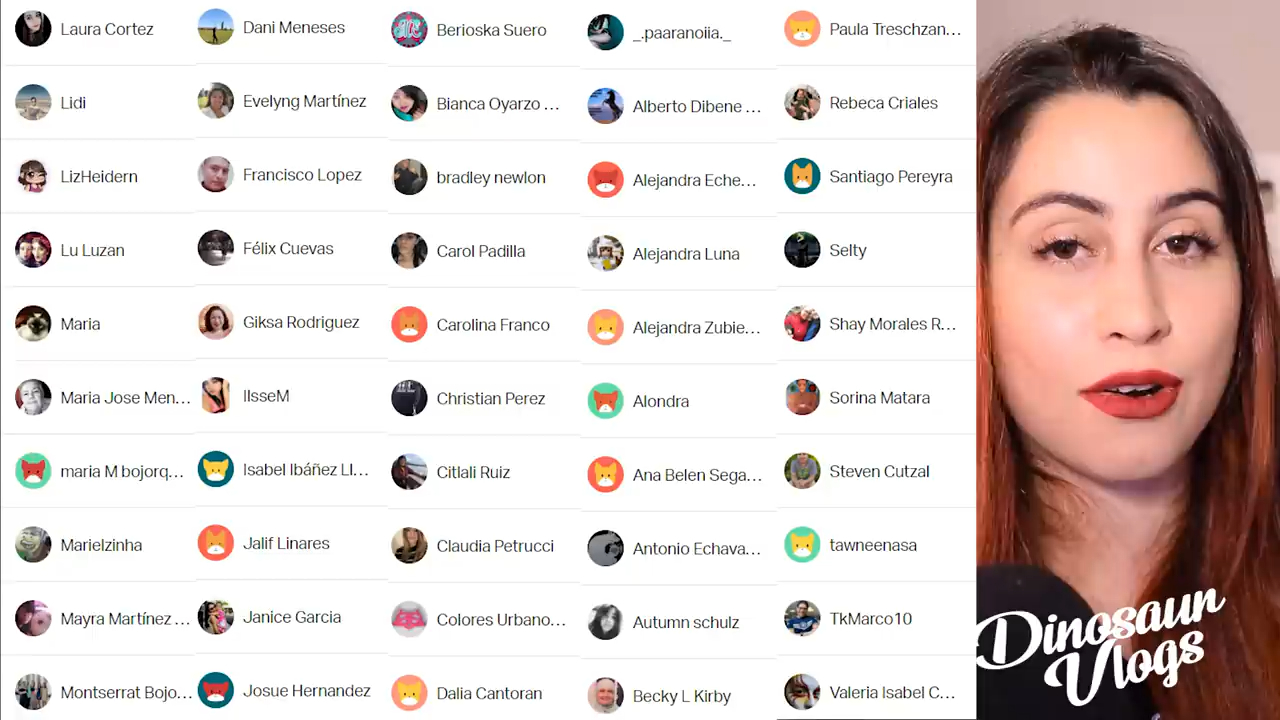 Laura Cortez
Dani Meneses
Berioska Suero
_.paaranoiia._
Paula Treschzan...
Lidi
Evelyng Martínez
Bianca Oyarzo ...
Alberto Dibene ...
Rebeca Criales
LizHeidern
Francisco Lopez
bradley newlon
Alejandra Eche...
Santiago Pereyra
Lu Luzan
Félix Cuevas
Carol Padilla
Alejandra Luna
Selty
Maria
Giksa Rodriguez
Carolina Franco
Alejandra Zubie...
Shay Morales R...
Maria Jose Men...
IlsseM
Christian Perez
Alondra
Sorina Matara
maria M bojorq...
Isabel Ibáñez Ll...
Citlali Ruiz
Ana Belen Sega...
Steven Cutzal
Marielzinha
Jalif Linares
Claudia Petrucci
Antonio Echava...
tawneenasa
Mayra Martínez ...
Janice Garcia
Colores Urbano...
Autumn schulz
TkMarco10
Montserrat Bojo...
Josue Hernandez
Dalia Cantoran
Becky L Kirby
Valeria Isabel C...
Dinosaun
Vlogs